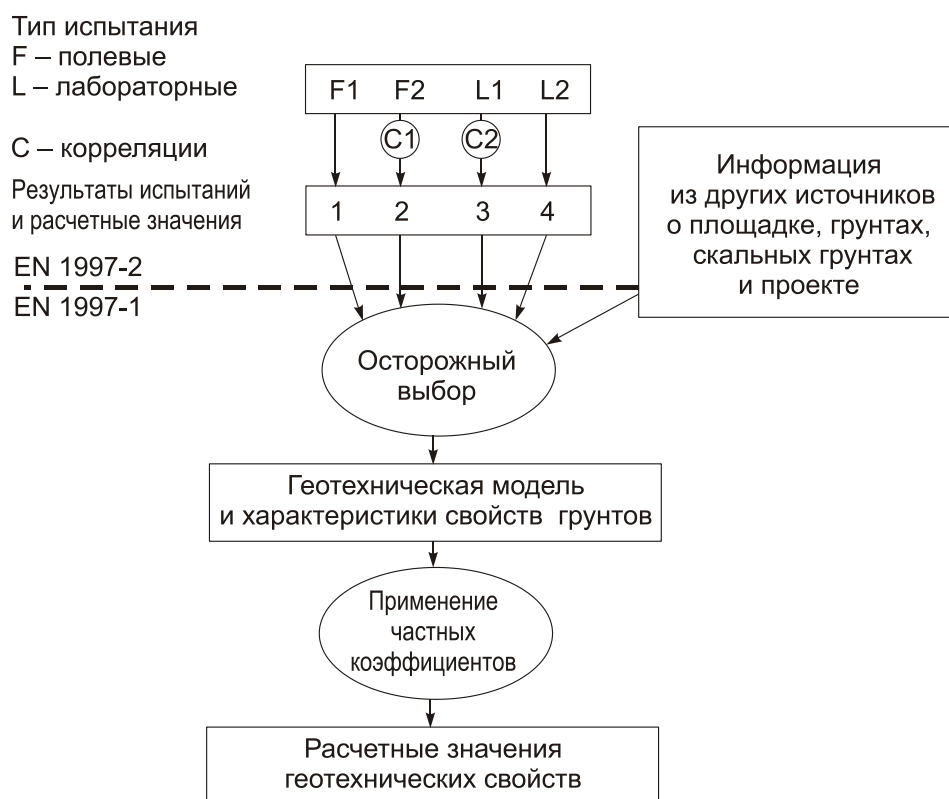 Тип испытания
F – полевые
L – лабораторные
F1 F2 L1 L2
C – корреляции
C1 C2
Результаты испытаний
и расчетные значения
1 2 3 4
Информация
из других источников
о площадке, грунтах,
скальных грунтах
и проекте
EN 1997-2
EN 1997-1
Осторожный
выбор
Геотехническая модель
и характеристики свойств грунтов
Применение
частных
коэффициентов
Расчетные значения
геотехнических свойств